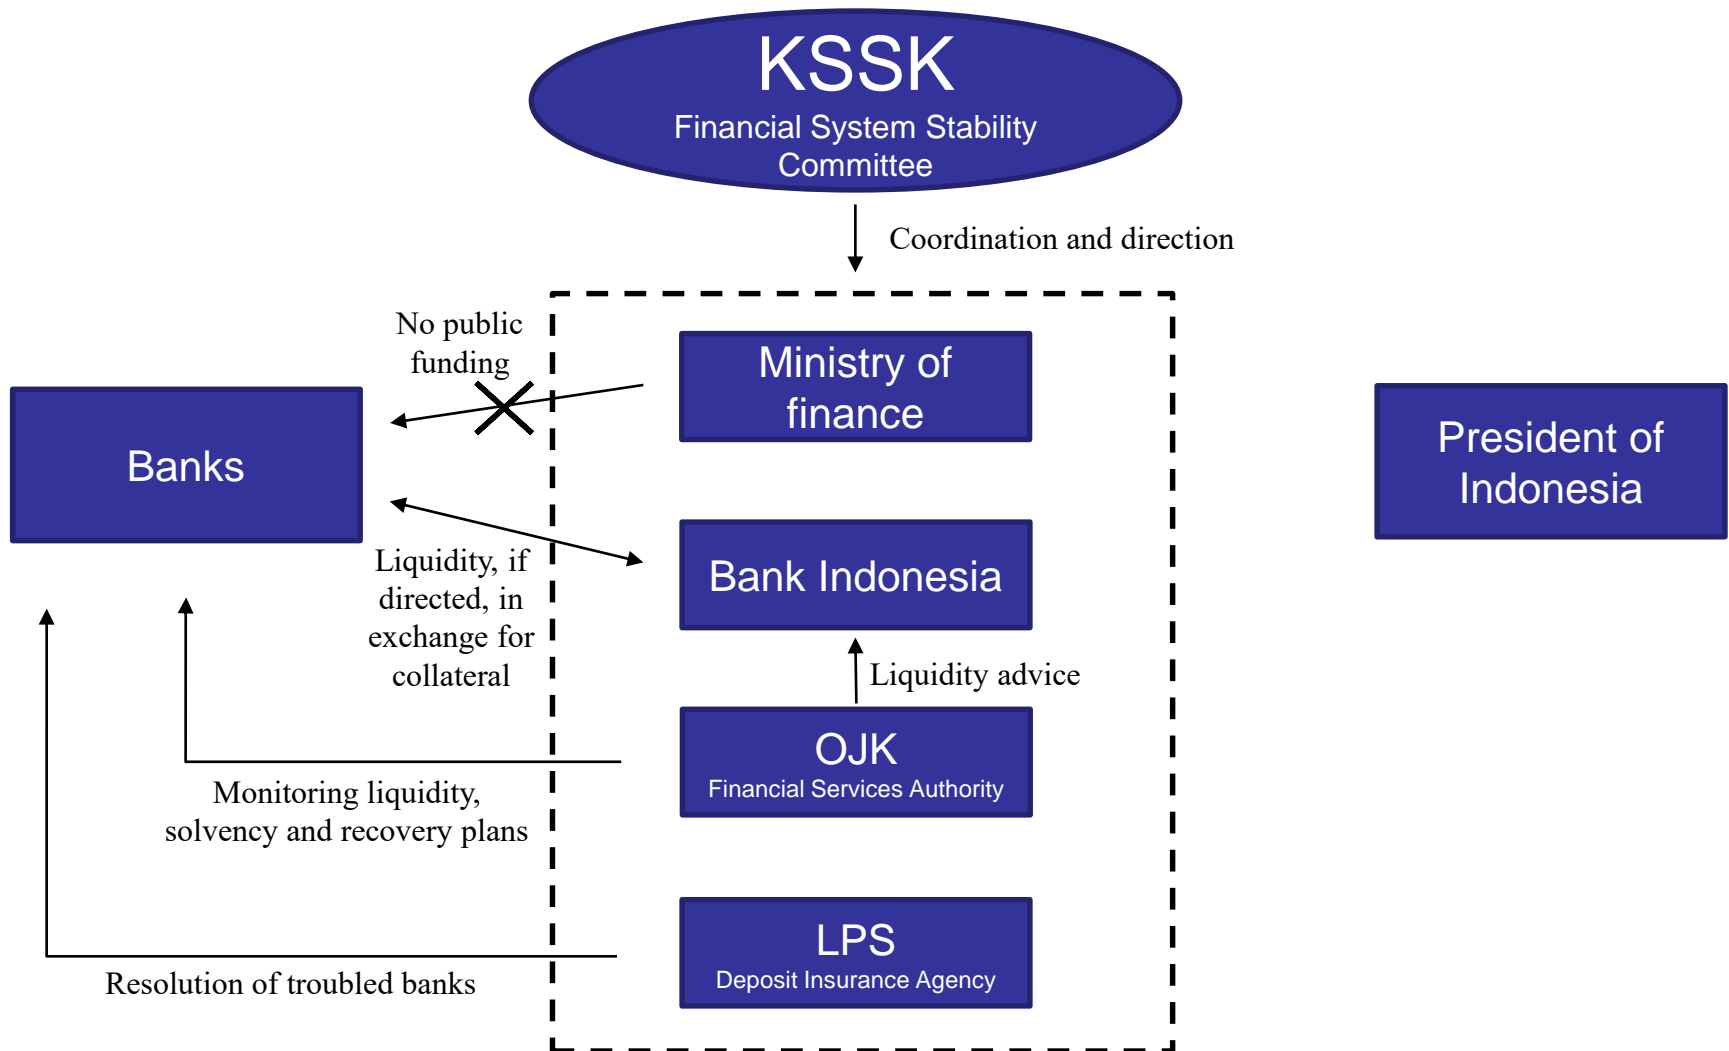 KSSK
Financial System Stability
Committee
Coordination and direction
No public
funding
Ministry of
finance
Banks
President of
Indonesia
Liquidity, if
directed, in
exchange for
collateral
Bank Indonesia
Liquidity advice
OJK
Financial Services Authority
Monitoring liquidity,
solvency and recovery plans
LPS
Deposit Insurance Agency
Resolution of troubled banks